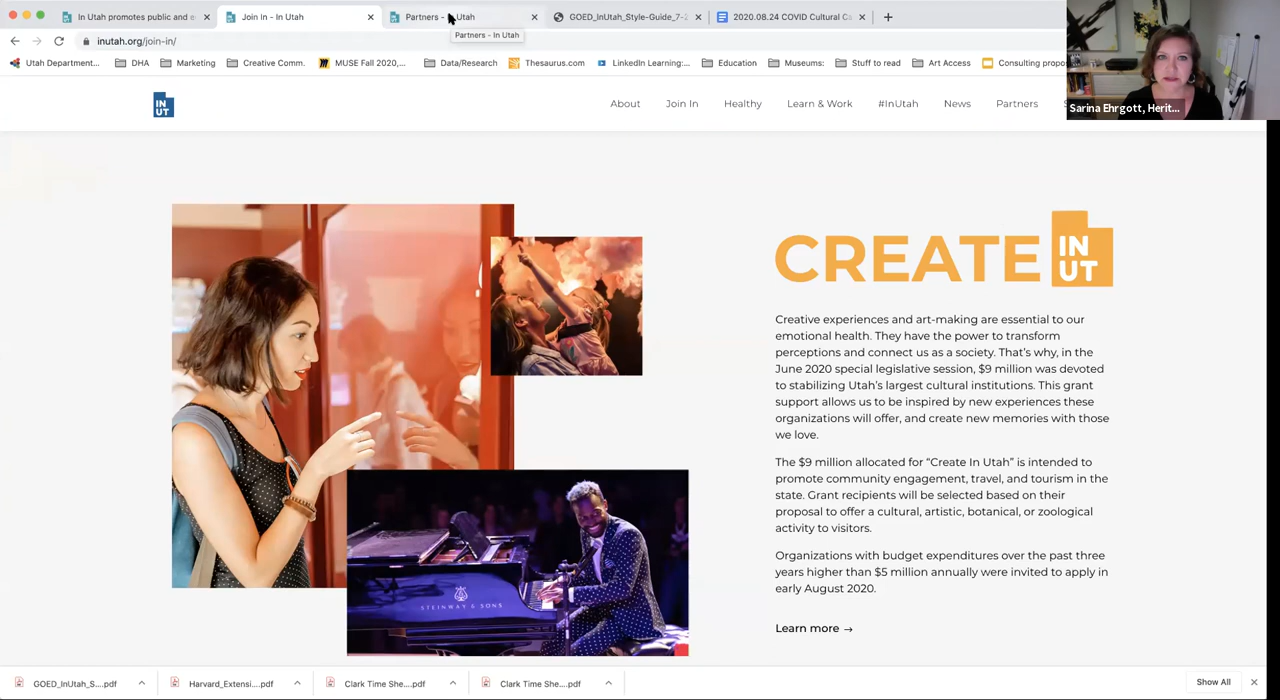 In Utah promotes public and e
Join In - In Utah
Partners - In Utah
GOED_InUtah_Style-Guide_7-2
2020.08.24 COVID Cultural Ca
Partners - In Utah
inutah.org/join-in/
Utah Department...
DHA
Marketing
Creative Comm.
MUSE Fall 2020,...
Data/Research
Thesaurus.com
LinkedIn Learning:...
Education
Museums:
Stuff to read
Art Access
Consulting propos
Sarina Ehrgott, Herit...
IN
UT
About
Join In
Healthy
Learn & Work
#InUtah
News
Partners
CREATE IN
UT
Creative experiences and art-making are essential to our
emotional health. They have the power to transform
perceptions and connect us as a society. That's why, in the
June 2020 special legislative session, $9 million was devoted
to stabilizing Utah's largest cultural institutions. This grant
support allows us to be inspired by new experiences these
organizations will offer, and create new memories with those
we love.
The $9 million allocated for "Create In Utah" is intended to
promote community engagement, travel, and tourism in the
state. Grant recipients will be selected based on their
proposal to offer a cultural, artistic, botanical, or zoological
activity to visitors.
Organizations with budget expenditures over the past three
years higher than $5 million annually were invited to apply in
early August 2020.
Learn more →
STEINWAY & SONS
GOED_InUtah_S....pdf
Harvard_Extensi....pdf
Clark Time She....pdf
Clark Time She....pdf
Show All